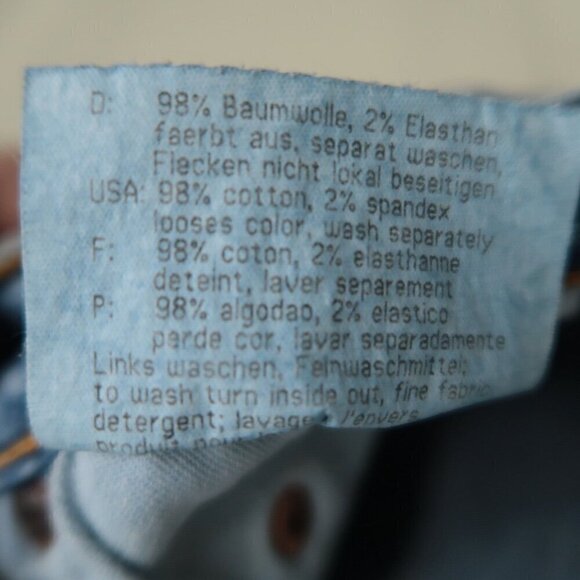 D: 98% Baumwolle, 2% Elasthan
faerbt aus, separat waschen,
Flecken nicht lokal beseitigen
USA: 98% cotton, 2% spandex
looses color, wash separately
F: 98% coton, 2% elasthanne
deteint, laver separement
P: 98% algodao, 2% elastico
perde cor, lavar separadamente
Links waschen, Feinwaschmittel;
to wash turn inside out, fine fabric
detergent; lavage l'envers
produit pour